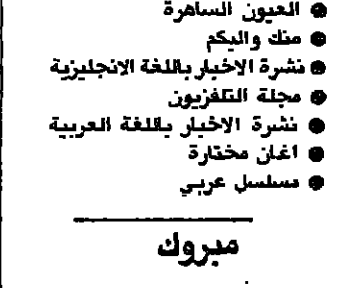 ● العيون الساهرة
● منك واليكم
● نشرة الاخبار باللغة الانجليزية
● مجلة التلفزيون
● نشرة الاخبار باللغة العربية
● اغان مختارة
● مسلسل عربي
مبروك